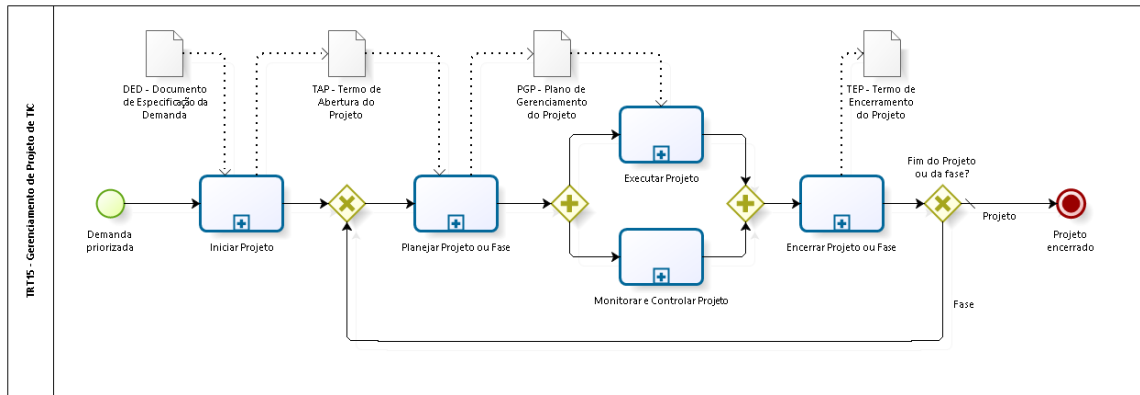 TRT15 - Gerenciamento de Projeto de TIC
DED - Documento
de Especificação da
Demanda
TAP - Termo de
Abertura do
Projeto
PGP - Plano de
Gerenciamento
do Projeto
TEP - Termo de
Encerramento
do Projeto
Executar Projeto
Fim do Projeto
ou da fase?
Projeto
Demanda
priorizada
Iniciar Projeto
Planejar Projeto ou Fase
Encerrar Projeto ou Fase
Projeto
encerrado
Monitorar e Controlar Projeto
Fase